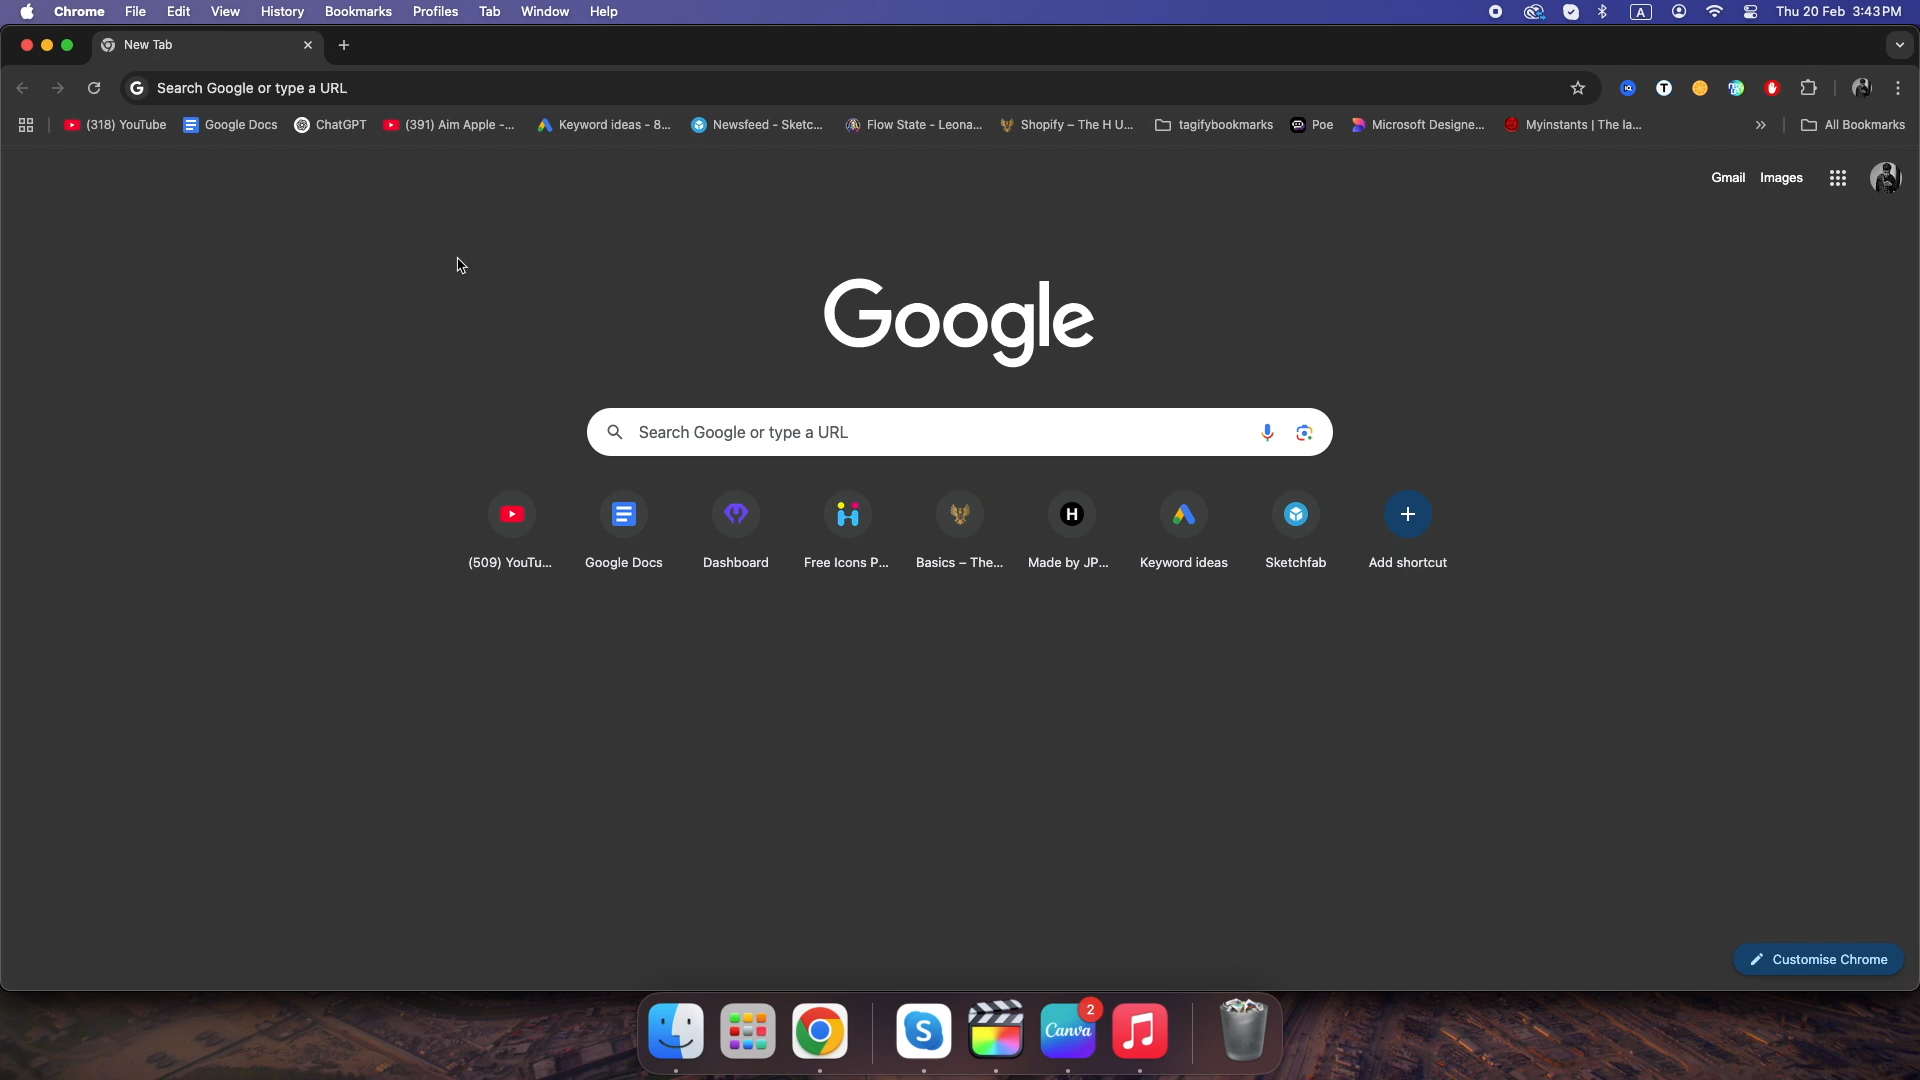 Chrome File Edit View History Bookmarks Profiles Tab Window Help A Thu 20 Feb 3:43 PM
New Tab
Search Google or type a URL
(318) YouTube Google Docs ChatGPT (391) Aim Apple -... Keyword ideas - 8... Newsfeed - Sketc... Flow State - Leona... Shopify – The H U... tagifybookmarks Poe Microsoft Designe... Myinstants | The la... All Bookmarks
Gmail Images
Google
Search Google or type a URL
(509) YouTu... Google Docs Dashboard Free Icons P... Basics – The... Made by JP... Keyword ideas Sketchfab Add shortcut
Customise Chrome
Canva 2